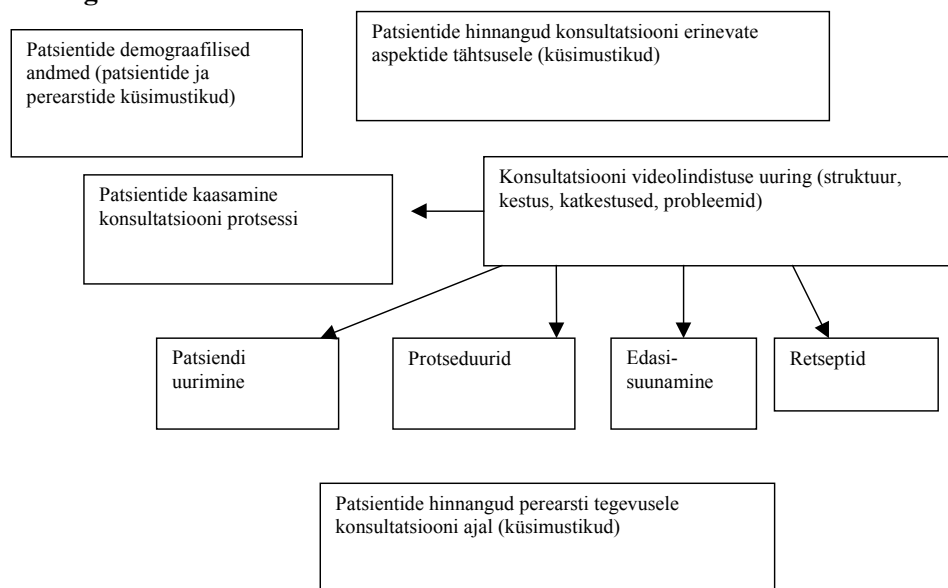 Patsientide hinnangud konsultatsiooni erinevate
aspektide tähtsusele (küsimustikud)
Patsientide demograafilised
andmed (patsientide ja
perearstide küsimustikud)
Konsultatsiooni videolindistuse uuring (struktuur,
kestus, katkestused, probleemid)
Patsientide kaasamine
konsultatsiooni protsessi
Patsiendi
uurimine
Protseduurid
Edasi-
suunamine
Retseptid
Patsientide hinnangud perearsti tegevusele
konsultatsiooni ajal (küsimustikud)